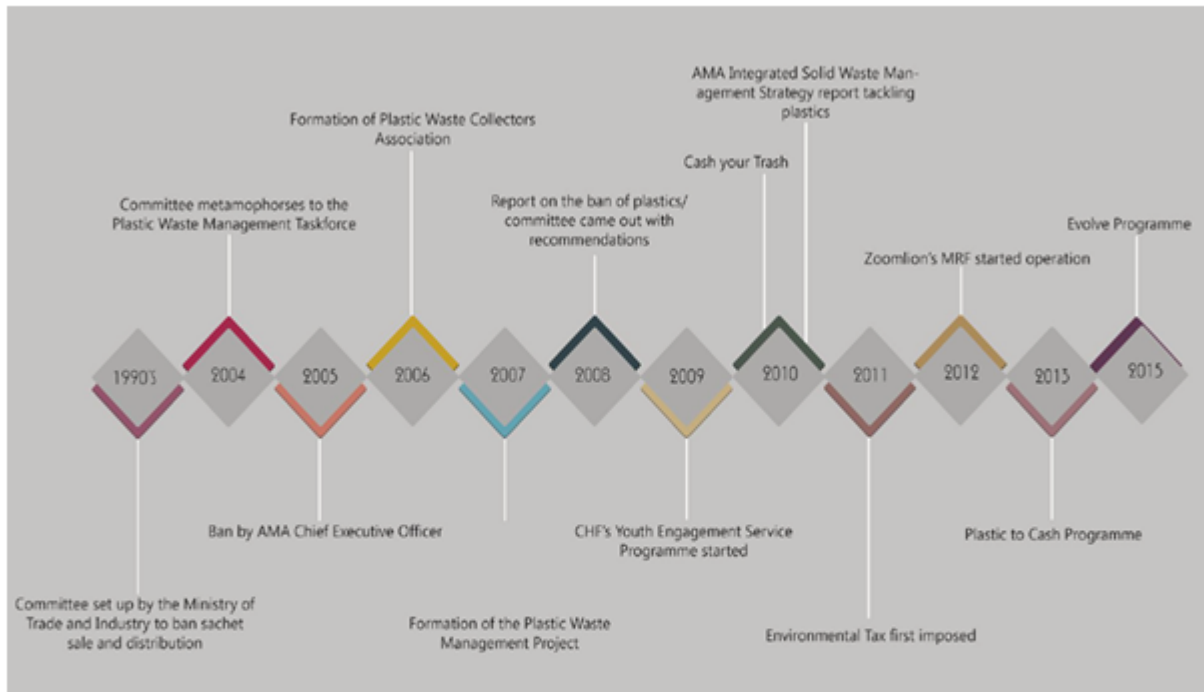 AMA Integrated Solid Waste Man-
agement Strategy report tackling
plastics
Formation of Plastic Waste Collectors
Association
Cash your Trash
Committee metamophorses to the
Plastic Waste Management Taskforce
Report on the ban of plastics/
committee came out with
recommendations
Evolve Programme
Zoomlion's MRF started operation
1990'S
2004
2005
2006
2007
2008
2009
2010
2011
2012
2013
2015
Ban by AMA Chief Executive Officer
CHF's Youth Engagement Service
Programme started
Plastic to Cash Programme
Committee set up by the Ministry of
Trade and Industry to ban sachet
sale and distribution
Formation of the Plastic Waste
Management Project
Environmental Tax first imposed